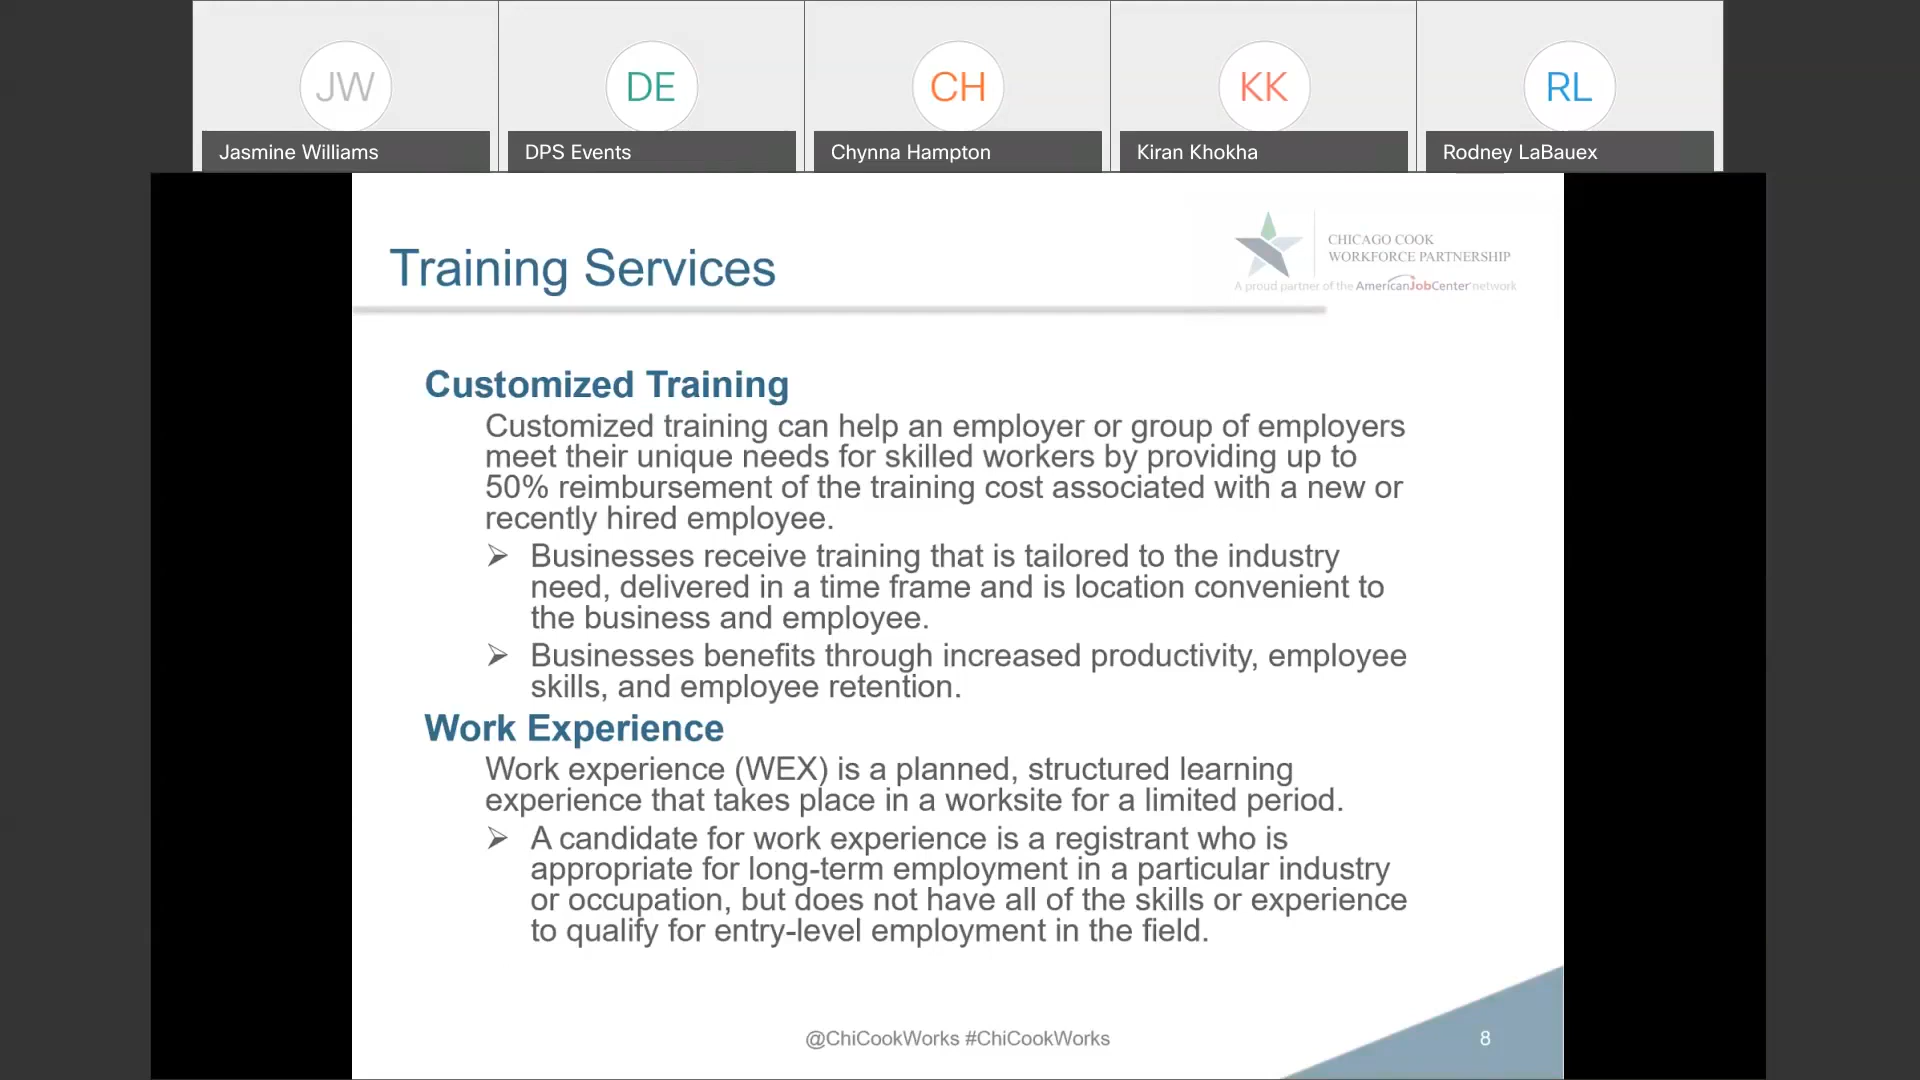 JW
DE
CH
KK
RL
Jasmine Williams
DPS Events
Chynna Hampton
Kiran Khokha
Rodney LaBauex
Training Services
CHICAGO COOK
WORKFORCE PARTNERSHIP
A proud partner of the AmericanJobCenter network
Customized Training
Customized training can help an employer or group of employers
meet their unique needs for skilled workers by providing up to
50% reimbursement of the training cost associated with a new or
recently hired employee.
➢ Businesses receive training that is tailored to the industry
need, delivered in a time frame and is location convenient to
the business and employee.
➢ Businesses benefits through increased productivity, employee
skills, and employee retention.
Work Experience
Work experience (WEX) is a planned, structured learning
experience that takes place in a worksite for a limited period.
➢ A candidate for work experience is a registrant who is
appropriate for long-term employment in a particular industry
or occupation, but does not have all of the skills or experience
to qualify for entry-level employment in the field.
@ChiCookWorks #ChiCookWorks
8